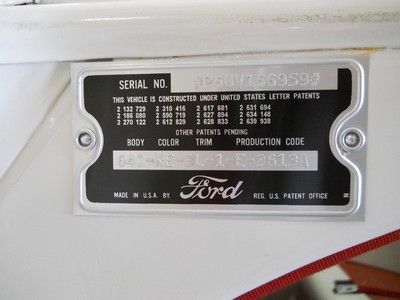 SERIAL NO. ◊P5UV156959◊
THIS VEHICLE IS CONSTRUCTED UNDER UNITED STATES LETTER PATENTS
2 132 729 2 310 416 2 617 681 2 631 694
2 186 080 2 590 719 2 627 894 2 634 148
2 270 122 2 612 829 2 628 833 2 639 938
OTHER PATENTS PENDING
BODY COLOR TRIM PRODUCTION CODE
MADE IN U.S.A. BY. Ford REG. U.S. PATENT OFFICE